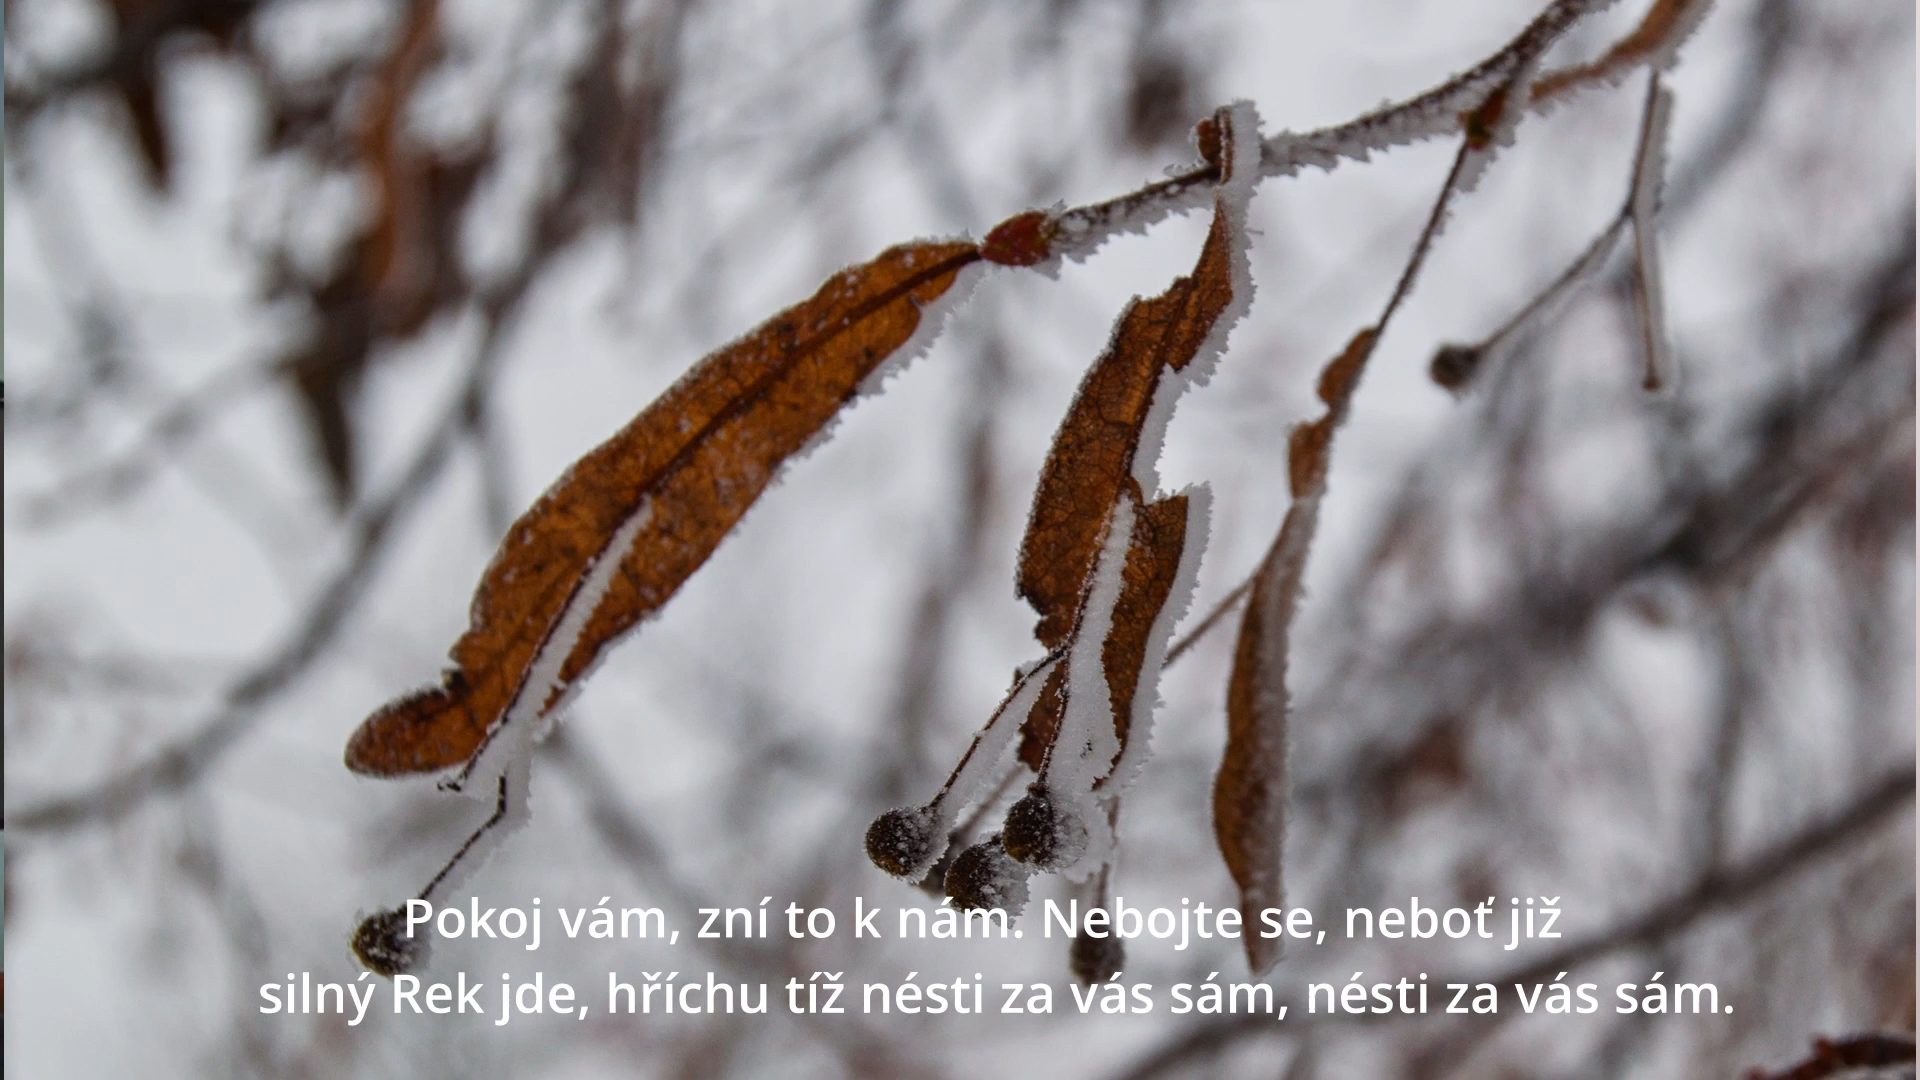 Pokoj vám, zní to k nám. Nebojte se, neboť již
silný Rek jde, hříchu tíž nésti za vás sám, nésti za vás sám.